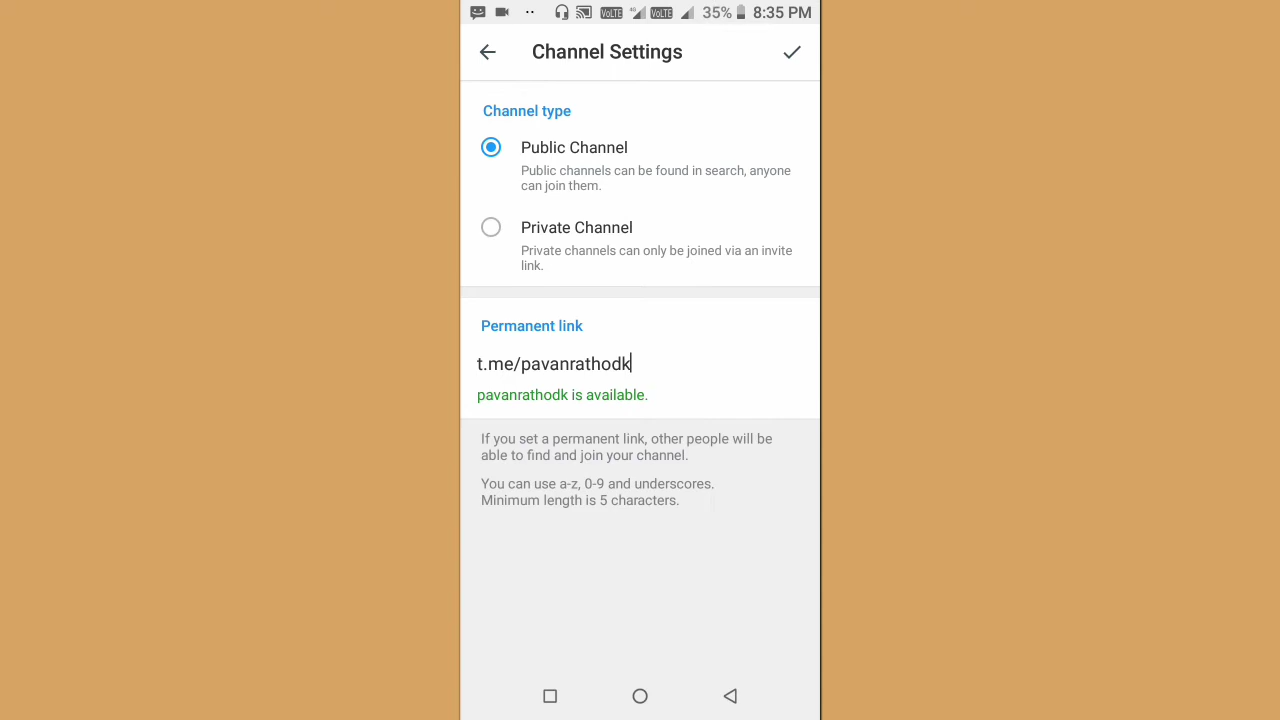 VoLTE 4G VoLTE 35% 8:35 PM
Channel Settings
Channel type
Public Channel
Public channels can be found in search, anyone
can join them.
Private Channel
Private channels can only be joined via an invite
link.
Permanent link
t.me/pavanrathodk
pavanrathodk is available.
If you set a permanent link, other people will be
able to find and join your channel.
You can use a-z, 0-9 and underscores.
Minimum length is 5 characters.